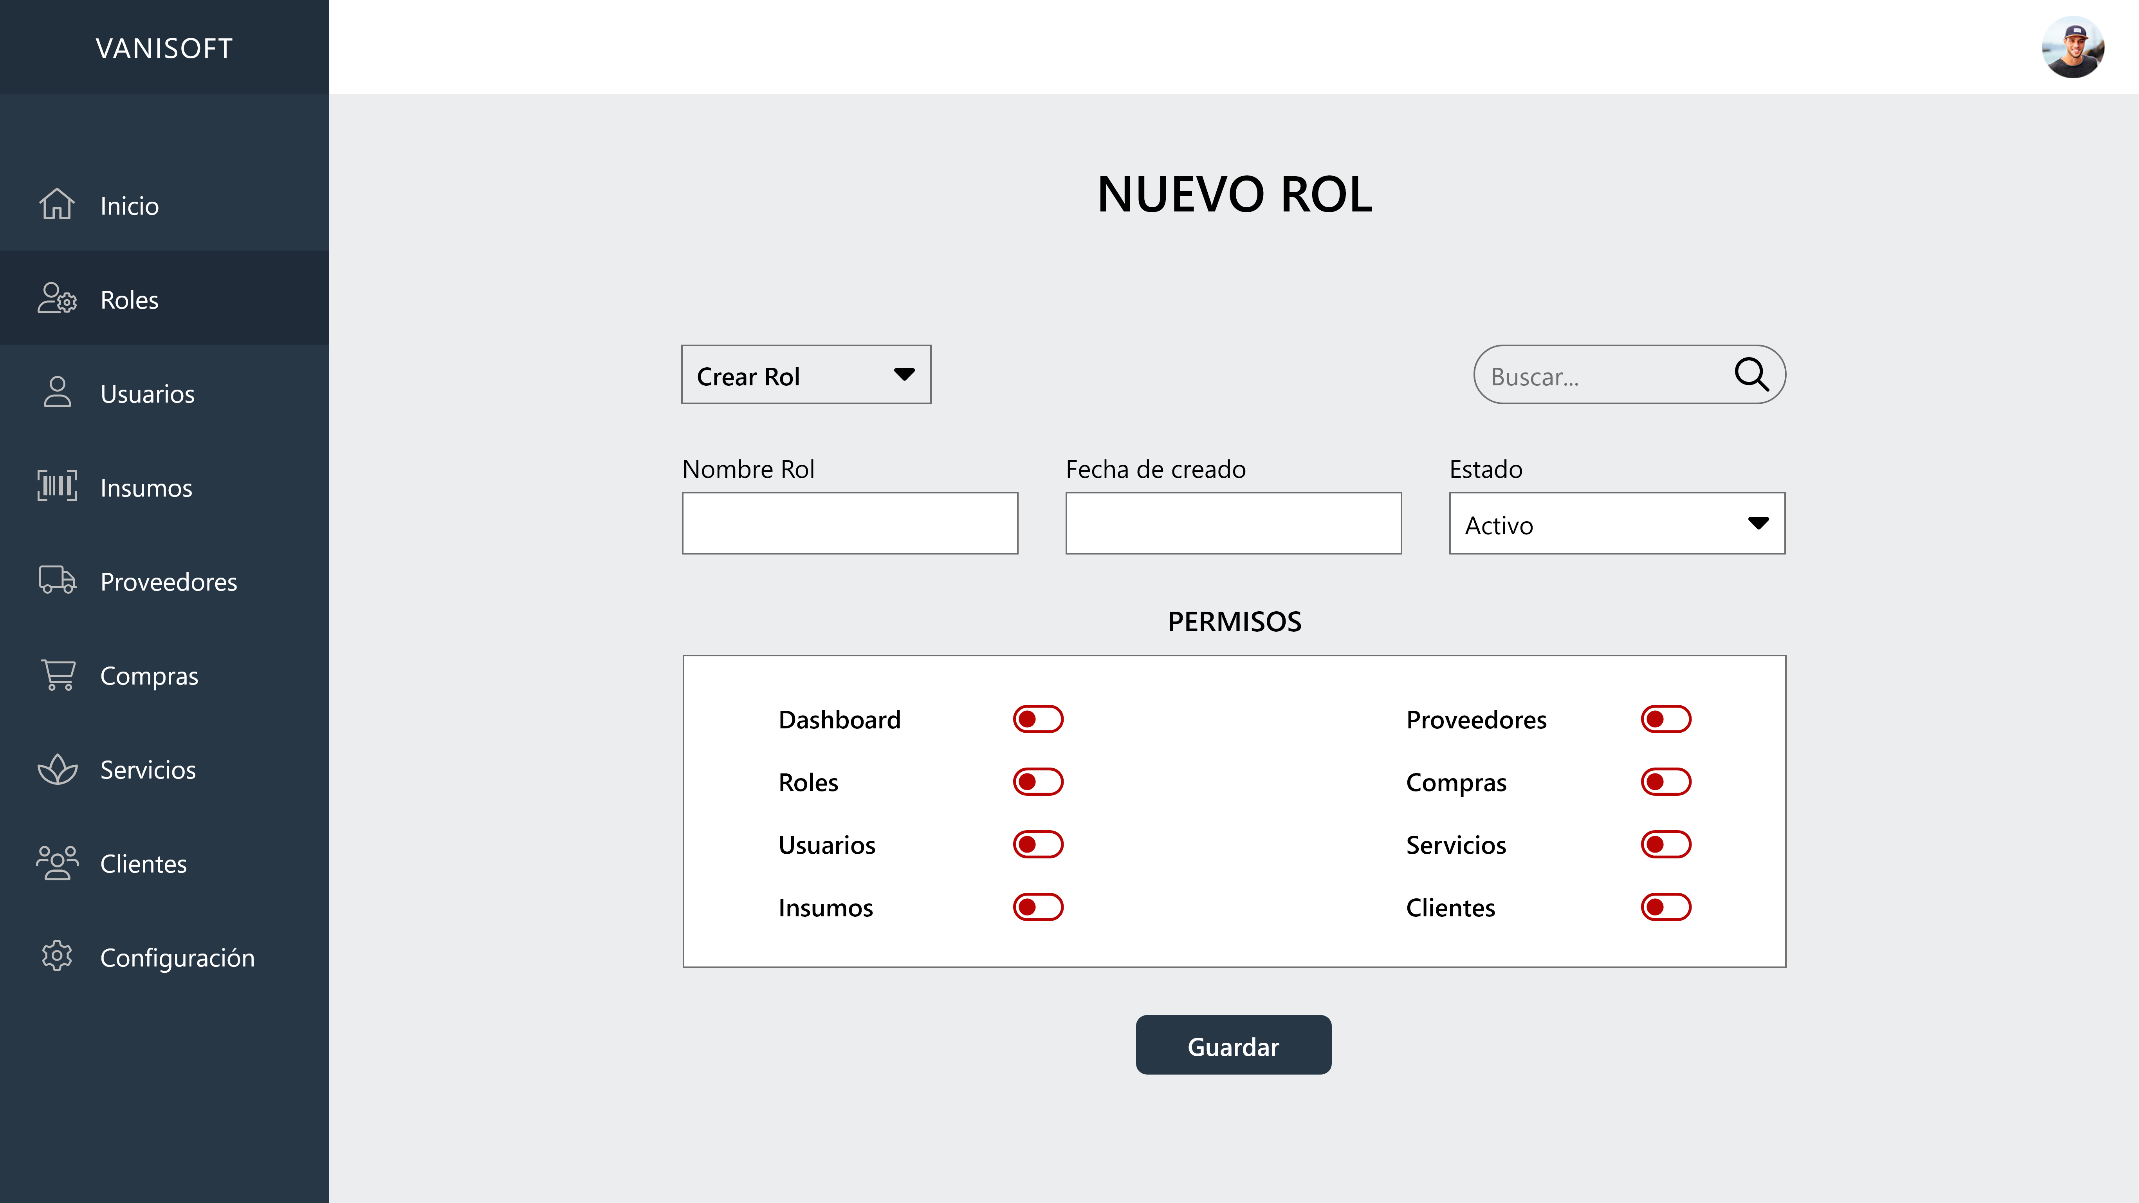 VANISOFT
Inicio
Roles
Usuarios
Insumos
Proveedores
Compras
Servicios
Clientes
Configuración
NUEVO ROL
Crear Rol
Buscar...
Nombre Rol
Fecha de creado
Estado
Activo
PERMISOS
Dashboard
Proveedores
Roles
Compras
Usuarios
Servicios
Insumos
Clientes
Guardar